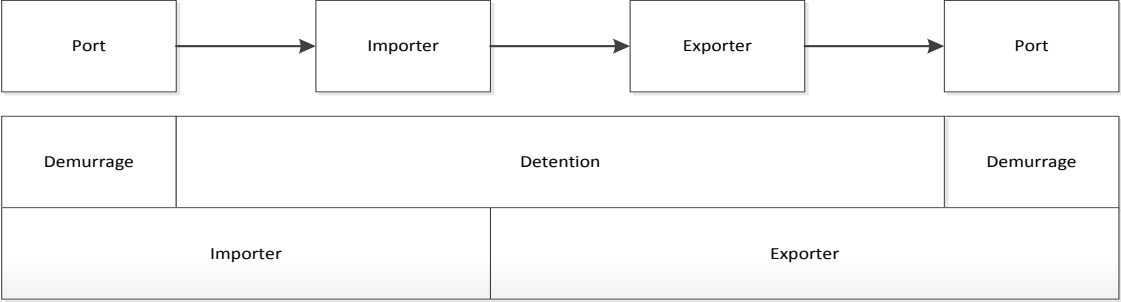 Port
Importer
Exporter
Port
Demurrage
Detention
Demurrage
Importer
Exporter